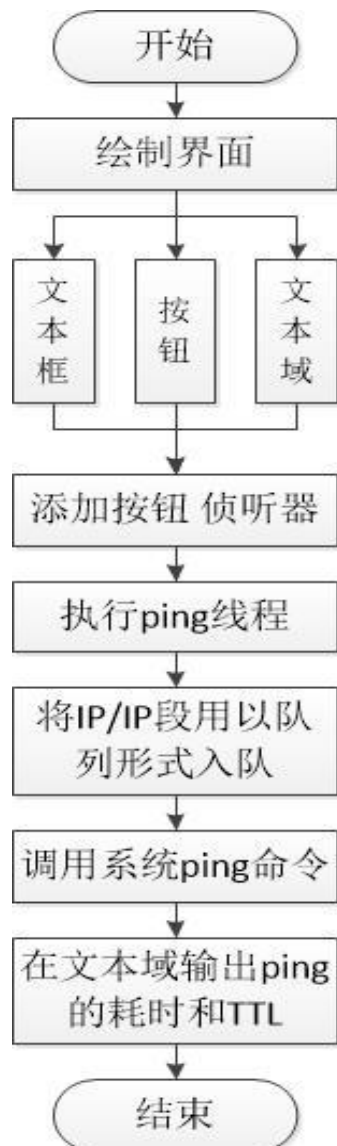 开始
绘制界面
文本框
按钮
文本域
添加按钮 侦听器
执行ping线程
将IP/IP段用以队
列形式入队
调用系统ping命令
在文本域输出ping
的耗时和TTL
结束